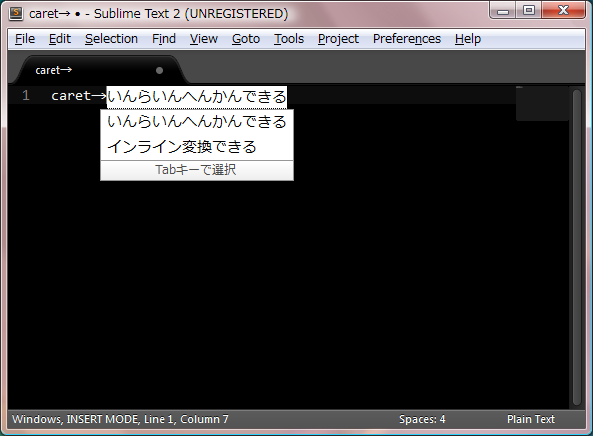 caret→ • - Sublime Text 2 (UNREGISTERED)
File Edit Selection Find View Goto Tools Project Preferences Help
caret→
1 caret→いんらいんへんかんできる
いんらいんへんかんできる
インライン変換できる
Tabキーで選択
Windows, INSERT MODE, Line 1, Column 7 Spaces: 4 Plain Text